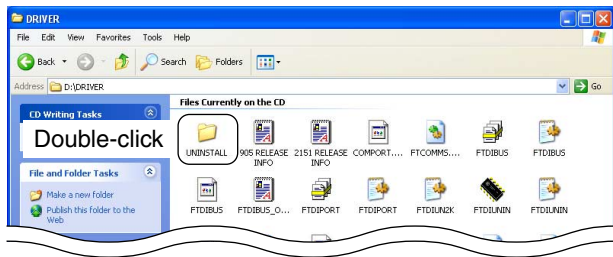 DRIVER
File Edit View Favorites Tools Help
Back Search Folders
Address D:\DRIVER Go
Files Currently on the CD
CD Writing Tasks
Double-click
UNINSTALL 905 RELEASE INFO 2151 RELEASE INFO COMPORT.... FTCOMMS.... FTDIBUS FTDIBUS
File and Folder Tasks
Make a new folder
Publish this folder to the
Web
FTDIBUS FTDIBUS_O... FTDIPORT FTDIPORT FTDIUN2K FTDIUNIN FTDIUNIN